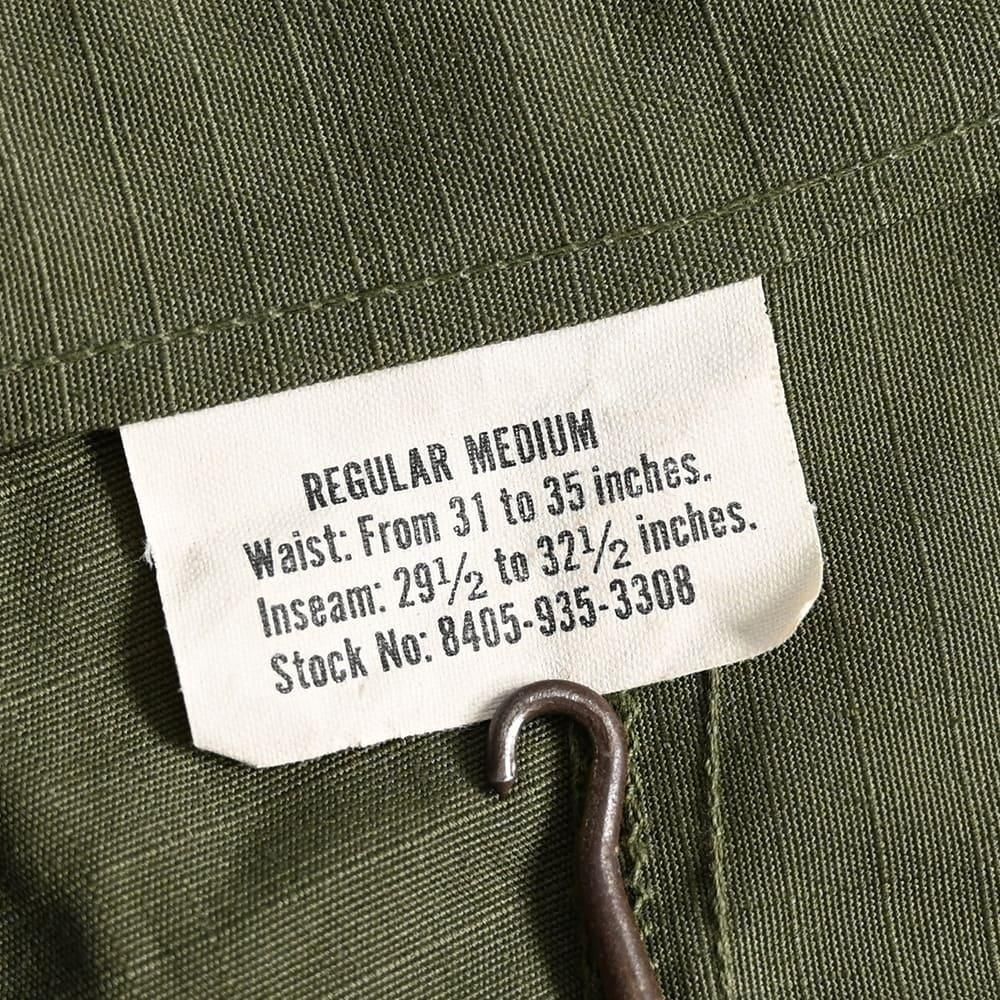 REGULAR MEDIUM
Waist: From 31 to 35 inches.
Inseam: 29½ to 32½ inches.
Stock No: 8405-935-3308